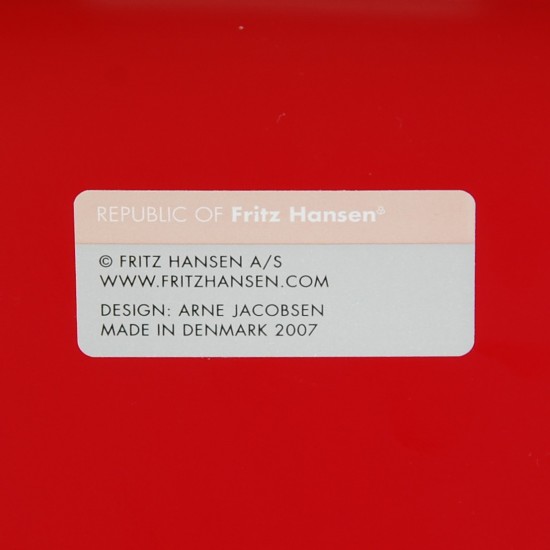 REPUBLIC OF Fritz Hansen®
© FRITZ HANSEN A/S
WWW.FRITZHANSEN.COM
DESIGN: ARNE JACOBSEN
MADE IN DENMARK 2007